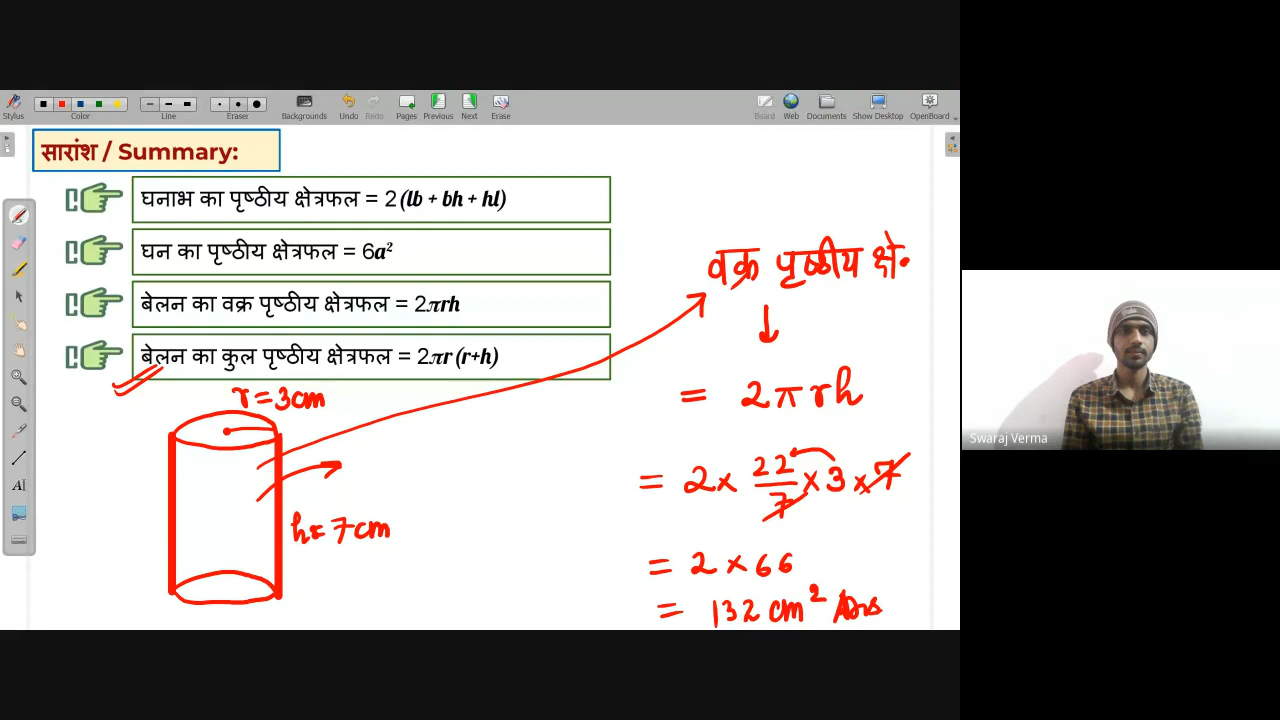 Stylus Color Line Eraser Backgrounds Undo Redo Pages Previous Next Erase Board Web Documents Show Desktop OpenBoard
सारांश / Summary:
घनाभ का पृष्ठीय क्षेत्रफल = 2(lb + bh + hl)
घन का पृष्ठीय क्षेत्रफल = 6a²
बेलन का वक्र पृष्ठीय क्षेत्रफल = 2πrh
बेलन का कुल पृष्ठीय क्षेत्रफल = 2πr(r+h)
r = 3cm
h = 7cm
वक्र पृष्ठीय क्षे.
↓
= 2πrh
= 2 × 22/7 × 3 × 7
= 2 × 66
= 132 cm² Ans
Swaraj Verma